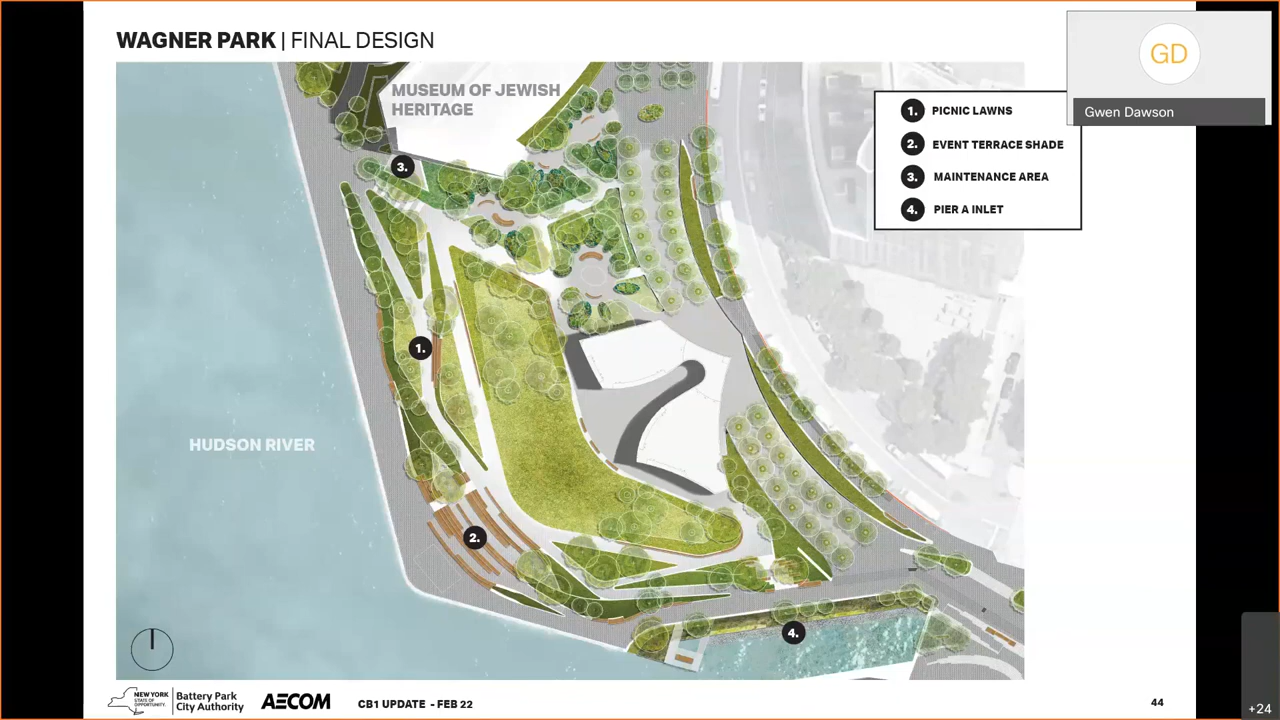 WAGNER PARK | FINAL DESIGN
GD
Gwen Dawson
MUSEUM OF JEWISH
HERITAGE
1. PICNIC LAWNS
2. EVENT TERRACE SHADE
3. MAINTENANCE AREA
4. PIER A INLET
3.
1.
HUDSON RIVER
2.
4.
NEW YORK
STATE OF
OPPORTUNITY.
Battery Park
City Authority
AECOM
CB1 UPDATE - FEB 22
44
+24